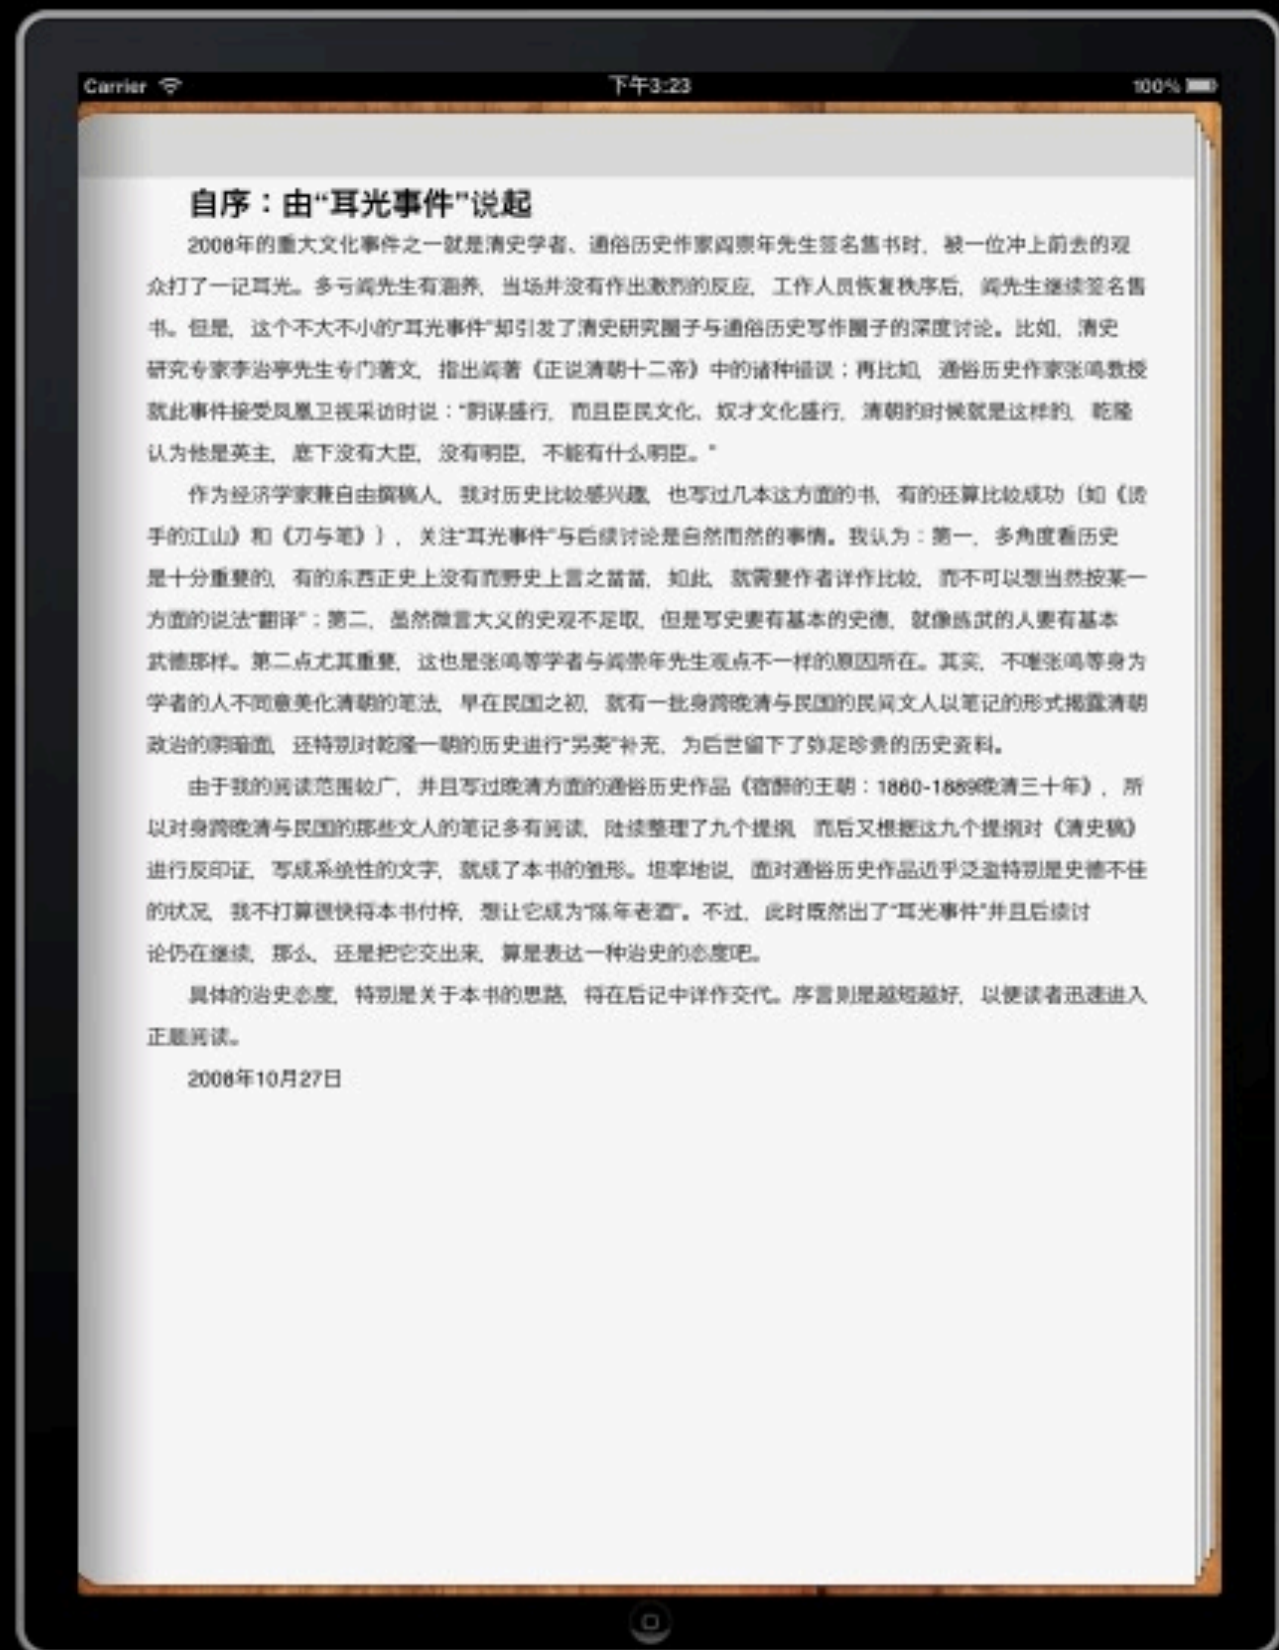 Carrier 下午3:23 100%
自序：由“耳光事件”说起
2008年的重大文化事件之一就是清史学者、通俗历史作家阎崇年先生签名售书时，被一位冲上前去的观
众打了一记耳光。多亏阎先生有涵养，当场并没有作出激烈的反应，工作人员恢复秩序后，阎先生继续签名售
书。但是，这个不大不小的“耳光事件”却引发了清史研究圈子与通俗历史写作圈子的深度讨论。比如，清史
研究专家李治亭先生专门著文，指出阎著《正说清朝十二帝》中的诸种错误；再比如，通俗历史作家张鸣教授
就此事件接受凤凰卫视采访时说：“阴谋盛行，而且臣民文化、奴才文化盛行，清朝的时候就是这样的，乾隆
认为他是英主，底下没有大臣，没有明臣，不能有什么明臣。”
作为经济学家兼自由撰稿人，我对历史比较感兴趣，也写过几本这方面的书，有的还算比较成功（如《烫
手的江山》和《刀与笔》），关注“耳光事件”与后续讨论是自然而然的事情。我认为：第一，多角度看历史
是十分重要的，有的东西正史上没有而野史上言之凿凿，如此，就需要作者详作比较，而不可以想当然按某一
方面的说法“翻译”；第二，虽然微言大义的史观不足取，但是写史要有基本的史德，就像练武的人要有基本
武德那样。第二点尤其重要，这也是张鸣等学者与阎崇年先生观点不一样的原因所在。其实，不唯张鸣等身为
学者的人不同意美化清朝的笔法，早在民国之初，就有一批身跨晚清与民国的民间文人以笔记的形式揭露清朝
政治的阴暗面，还特别对乾隆一朝的历史进行“另类”补充，为后世留下了弥足珍贵的历史资料。
由于我的阅读范围较广，并且写过晚清方面的通俗历史作品《宿醉的王朝：1860-1889晚清三十年》，所
以对身跨晚清与民国的那些文人的笔记多有阅读，陆续整理了九个提纲，而后又根据这九个提纲对《清史稿》
进行反印证，写成系统性的文字，就成了本书的雏形。坦率地说，面对通俗历史作品近乎泛滥特别是史德不佳
的状况，我不打算很快将本书付梓，想让它成为“陈年老酒”。不过，此时既然出了“耳光事件”并且后续讨
论仍在继续，那么，还是把它交出来，算是表达一种治史的态度吧。
具体的治史态度，特别是关于本书的思路，将在后记中详作交代。序言则是越短越好，以便读者迅速进入
正题阅读。
2008年10月27日